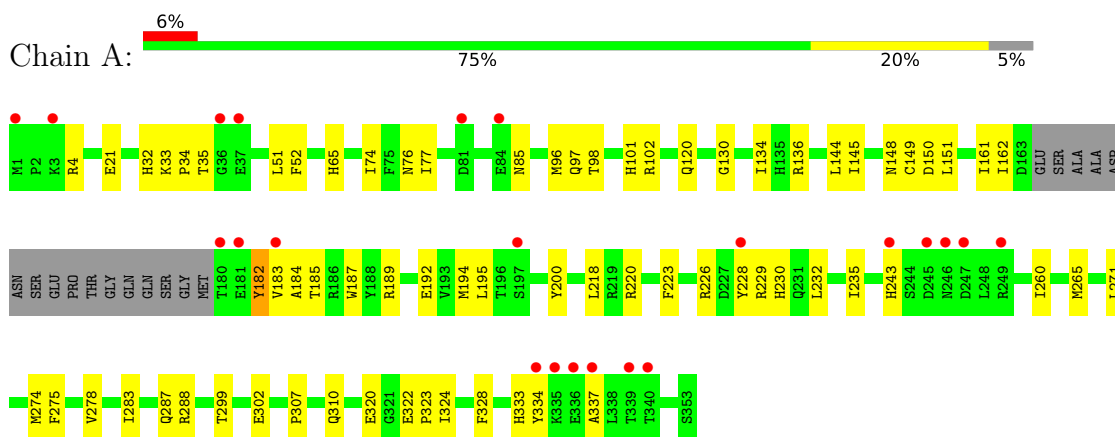 6%
Chain A:
75% 20% 5%
M1 P2 K3 R4 E21 H32 K33 P34 T35 G36 E37 L51 F52 H65 I74 F75 N76 I77 D81 E84 N85 M96 Q97 T98 H101 R102 Q120 G130 I134 H135 R136 L144 I145 N148 C149 D150 L151 I161 I162 D163 GLU SER ALA ALA ASP
ASN SER GLU PRO THR GLY GLN GLN SER GLY MET T180 E181 Y182 V183 A184 T185 R186 W187 Y188 R189 E192 V193 M194 L195 T196 S197 Y200 L218 R219 R220 F223 R226 D227 Y228 R229 H230 Q231 L232 I235 H243 S244 D245 N246 D247 L248 R249 I260 M265 L271
M274 F275 V278 I283 Q287 R288 T299 E302 P307 Q310 E320 G321 E322 P323 I324 F328 H333 Y334 K335 E336 A337 L338 T339 T340 S353